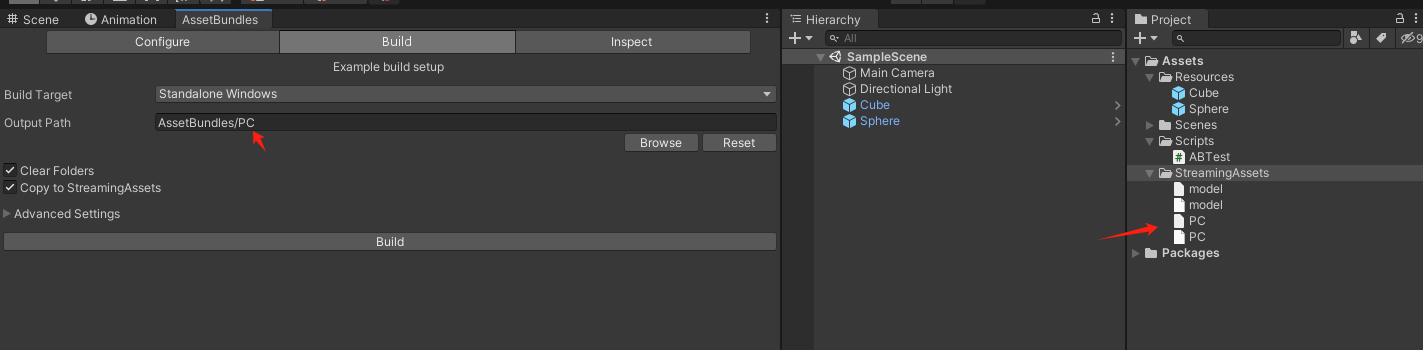 Scene
Animation
AssetBundles
Configure
Build
Inspect
Example build setup
Build Target
Standalone Windows
Output Path
AssetBundles/PC
Browse
Reset
Clear Folders
Copy to StreamingAssets
Advanced Settings
Build
Hierarchy
All
SampleScene
Main Camera
Directional Light
Cube
Sphere
Project
9
Assets
Resources
Cube
Sphere
Scenes
Scripts
ABTest
StreamingAssets
model
model
PC
PC
Packages